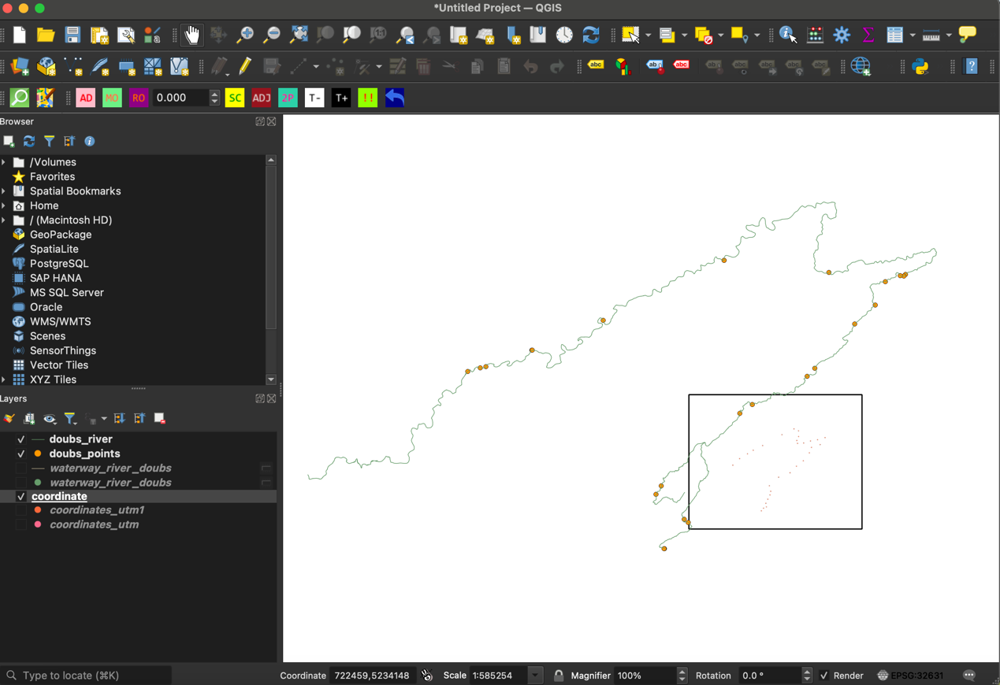 *Untitled Project — QGIS
AD MO RO 0.000 SC ADJ 2P T- T+ !!
Browser
/Volumes
Favorites
Spatial Bookmarks
Home
/ (Macintosh HD)
GeoPackage
SpatiaLite
PostgreSQL
SAP HANA
MS SQL Server
Oracle
WMS/WMTS
Scenes
SensorThings
Vector Tiles
XYZ Tiles
Layers
doubs_river
doubs_points
waterway_river_doubs
waterway_river_doubs
coordinate
coordinates_utm1
coordinates_utm
Type to locate (⌘K) Coordinate 722459,5234148 Scale 1:585254 Magnifier 100% Rotation 0.0 ° Render EPSG:32631